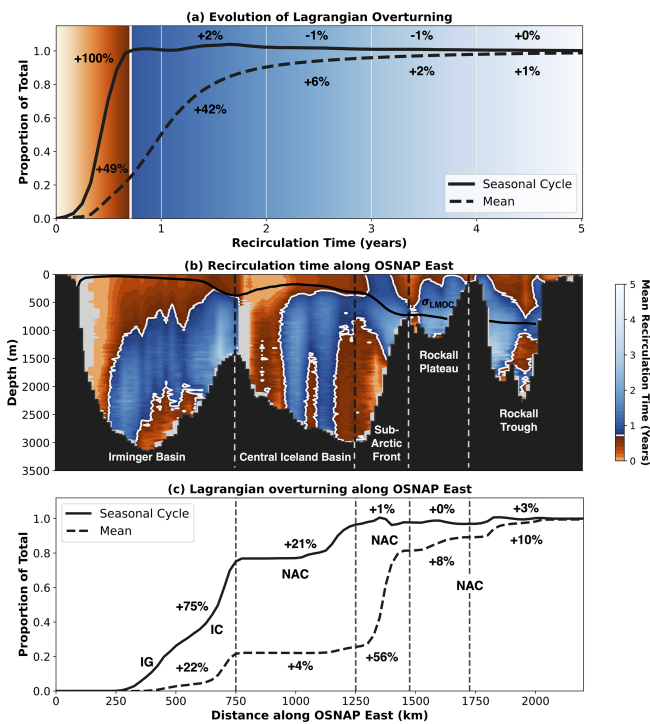 (a) Evolution of Lagrangian Overturning
Proportion of Total
1.0
0.8
0.6
0.4
0.2
0.0
+100%
+2%
-1%
-1%
+0%
+49%
+42%
+6%
+2%
+1%
Seasonal Cycle
Mean
0
1
2
3
4
5
Recirculation Time (years)
(b) Recirculation time along OSNAP East
Depth (m)
0
500
1000
1500
2000
2500
3000
3500
σLMOC
Irminger Basin
Central Iceland Basin
Sub-
Arctic
Front
Rockall
Plateau
Rockall
Trough
5
4
3
2
1
0
Mean Recirculation Time (Years)
(c) Lagrangian overturning along OSNAP East
Proportion of Total
1.0
0.8
0.6
0.4
0.2
0.0
Seasonal Cycle
Mean
+75%
+21%
+1%
+0%
+3%
IG
IC
NAC
NAC
NAC
+22%
+4%
+56%
+8%
+10%
0
250
500
750
1000
1250
1500
1750
2000
Distance along OSNAP East (km)